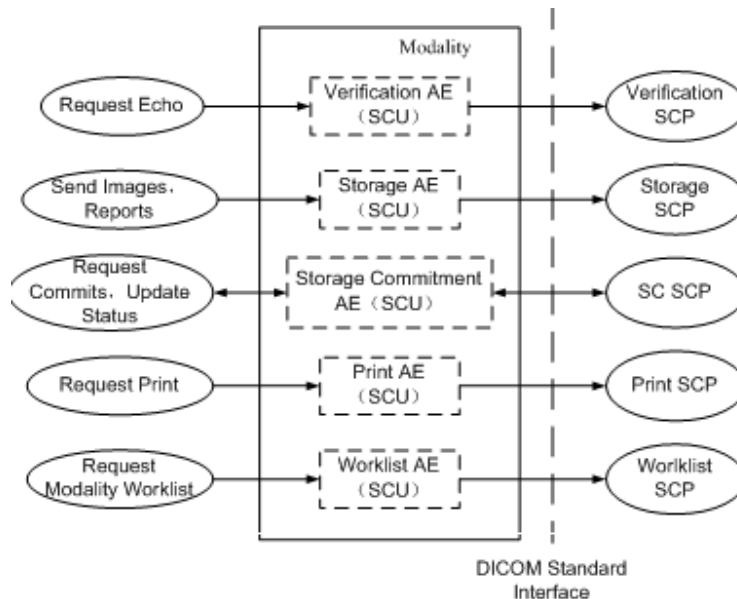 Modality
Request Echo
Verification AE
（SCU）
Verification
SCP
Send Images，
Reports
Storage AE
（SCU）
Storage
SCP
Request
Commits，Update
Status
Storage Commitment
AE（SCU）
SC SCP
Request Print
Print AE
（SCU）
Print SCP
Request
Modality Worklist
Worklist AE
（SCU）
Worlklist
SCP
DICOM Standard
Interface